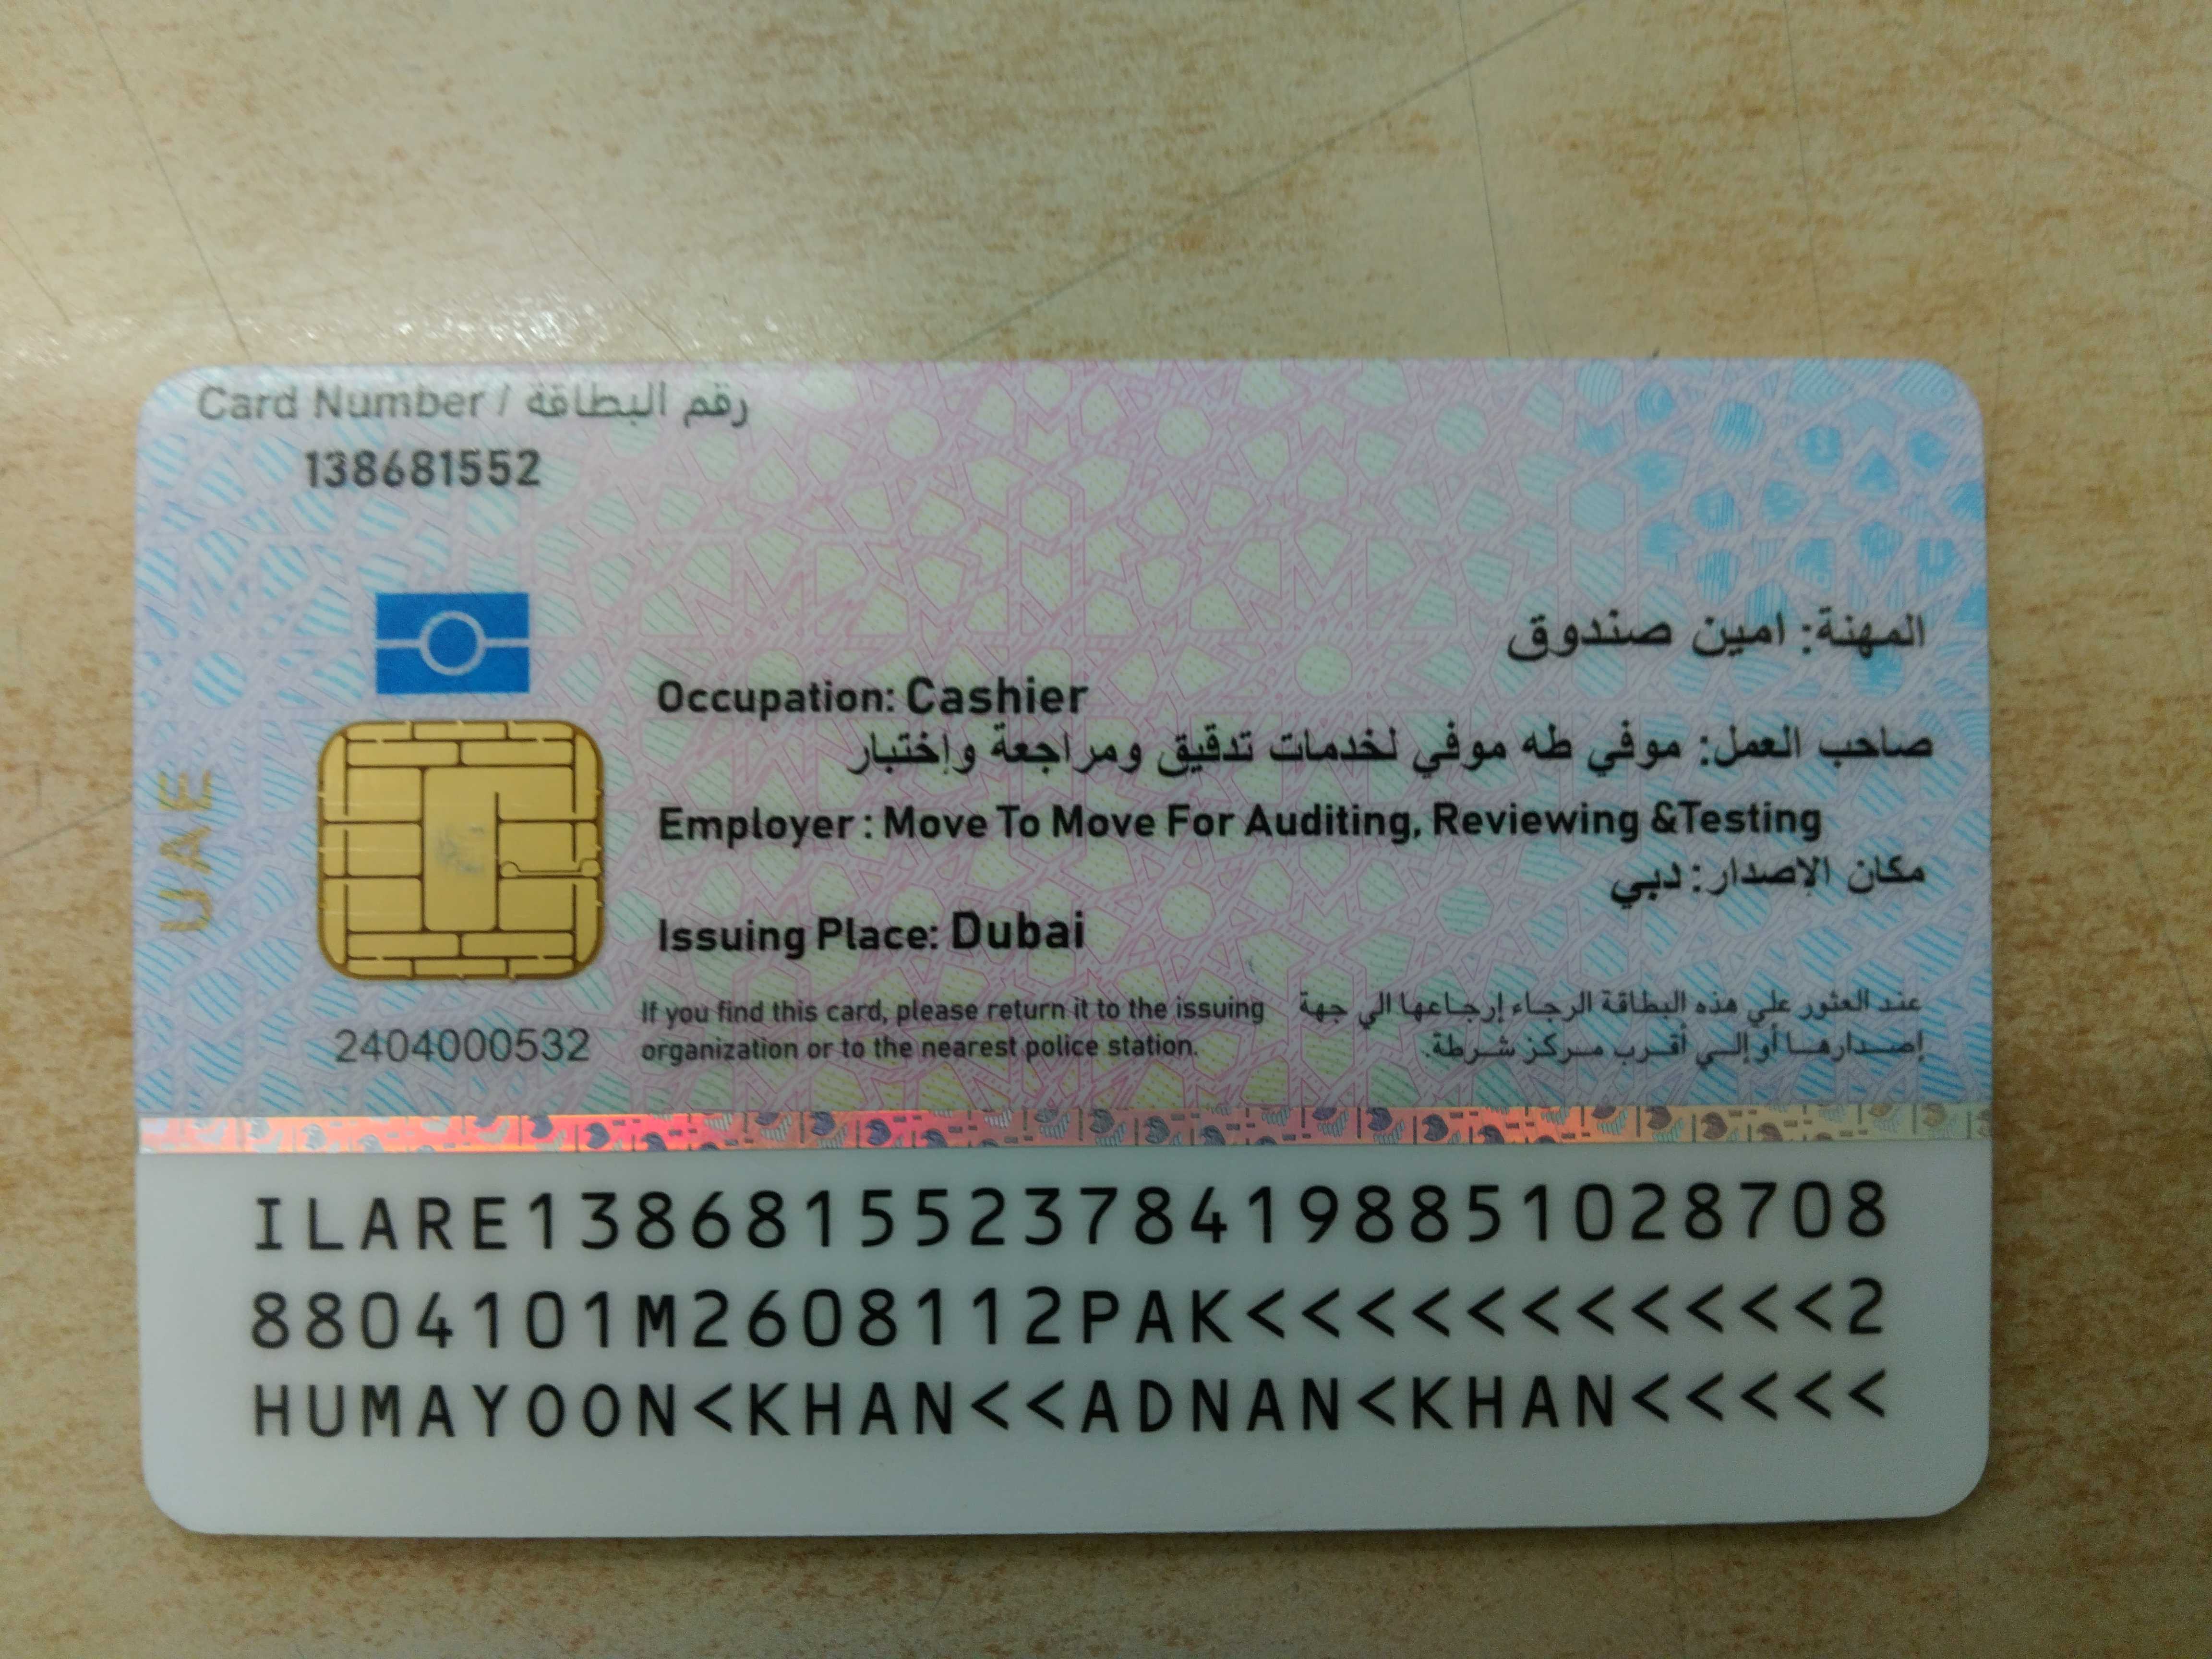 Card Number / رقم البطاقة
138681552
المهنة: امين صندوق
Occupation: Cashier
صاحب العمل: موفي طه موفي لخدمات تدقيق ومراجعة وإختبار
Employer : Move To Move For Auditing, Reviewing &Testing
مكان الإصدار: دبي
Issuing Place: Dubai
UAE
If you find this card, please return it to the issuing
organization or to the nearest police station.
عند العثور علي هذه البطاقة الرجاء إرجاعها الي جهة
إصدارها أو إلي أقرب مركز شرطة.
2404000532
ILARE1386815523784198851028708
8804101M2608112PAK<<<<<<<<<<<2
HUMAYOON<KHAN<<ADNAN<KHAN<<<<<